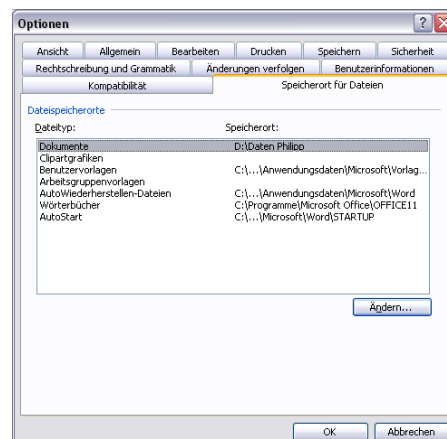 Optionen
Ansicht Allgemein Bearbeiten Drucken Speichern Sicherheit
Rechtschreibung und Grammatik Änderungen verfolgen Benutzerinformationen
Kompatibilität Speicherort für Dateien
Dateispeicherorte
Dateityp: Speicherort:
Dokumente D:\Daten Philipp
Clipartgrafiken
Benutzervorlagen C:\...\Anwendungsdaten\Microsoft\Vorlag...
Arbeitsgruppenvorlagen
AutoWiederherstellen-Dateien C:\...\Anwendungsdaten\Microsoft\Word
Wörterbücher C:\Programme\Microsoft Office\OFFICE11
AutoStart C:\...\Microsoft\Word\STARTUP
Ändern...
OK Abbrechen